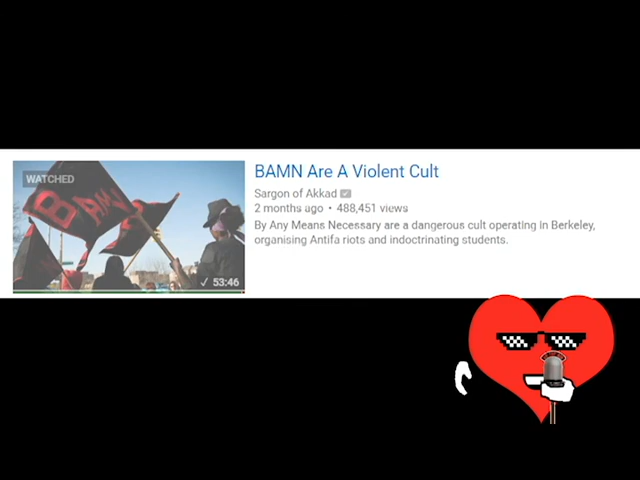 BAMN Are A Violent Cult
WATCHED
Sargon of Akkad
2 months ago • 488,451 views
By Any Means Necessary are a dangerous cult operating in Berkeley,
organising Antifa riots and indoctrinating students.
BAMN
53:46